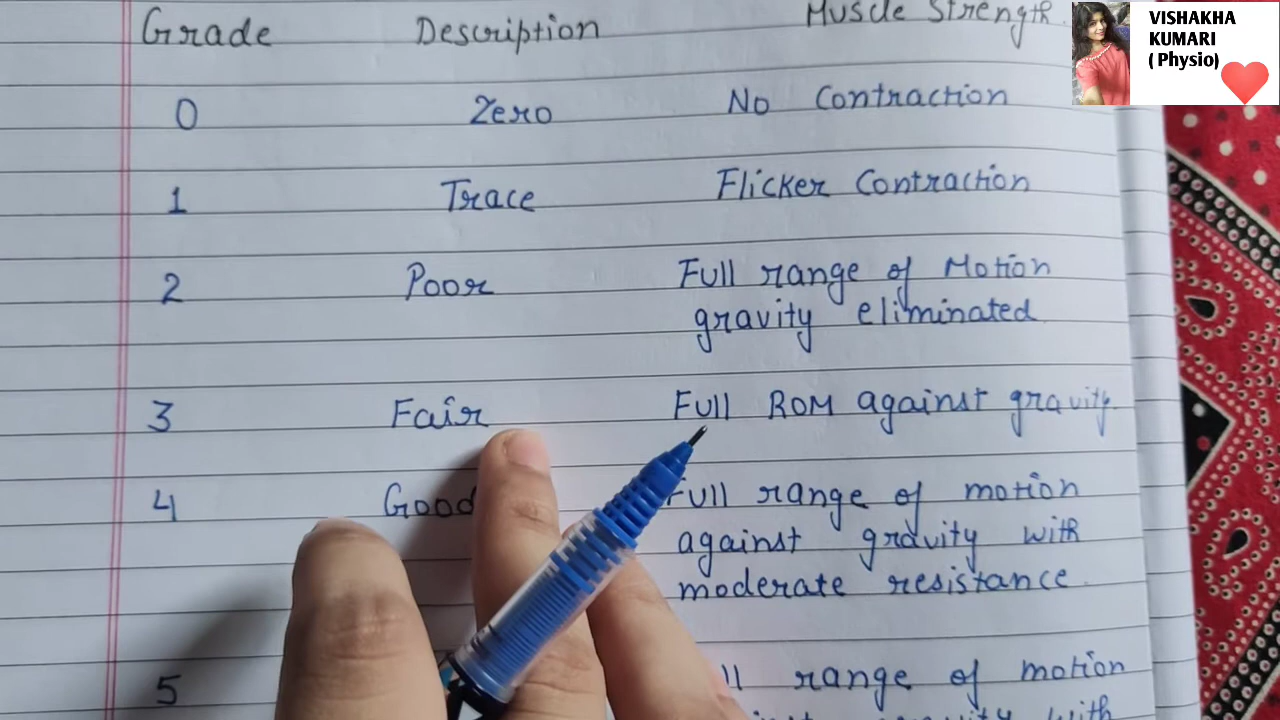 Grade Description Muscle Strength
0 Zero No Contraction
1 Trace Flicker Contraction
2 Poor Full range of Motion
gravity eliminated
3 Fair Full ROM against gravity
4 Good Full range of motion
against gravity with
moderate resistance
5 range of motion
gravity with
VISHAKHA
KUMARI
( Physio)